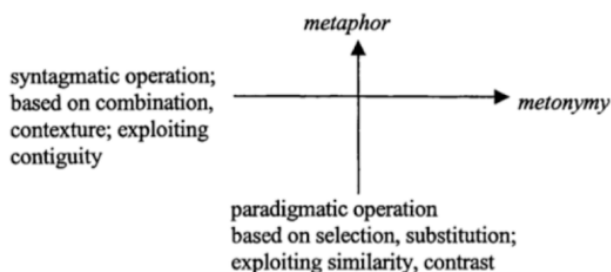 metaphor
syntagmatic operation;
based on combination,
contexture; exploiting
contiguity
metonymy
paradigmatic operation
based on selection, substitution;
exploiting similarity, contrast